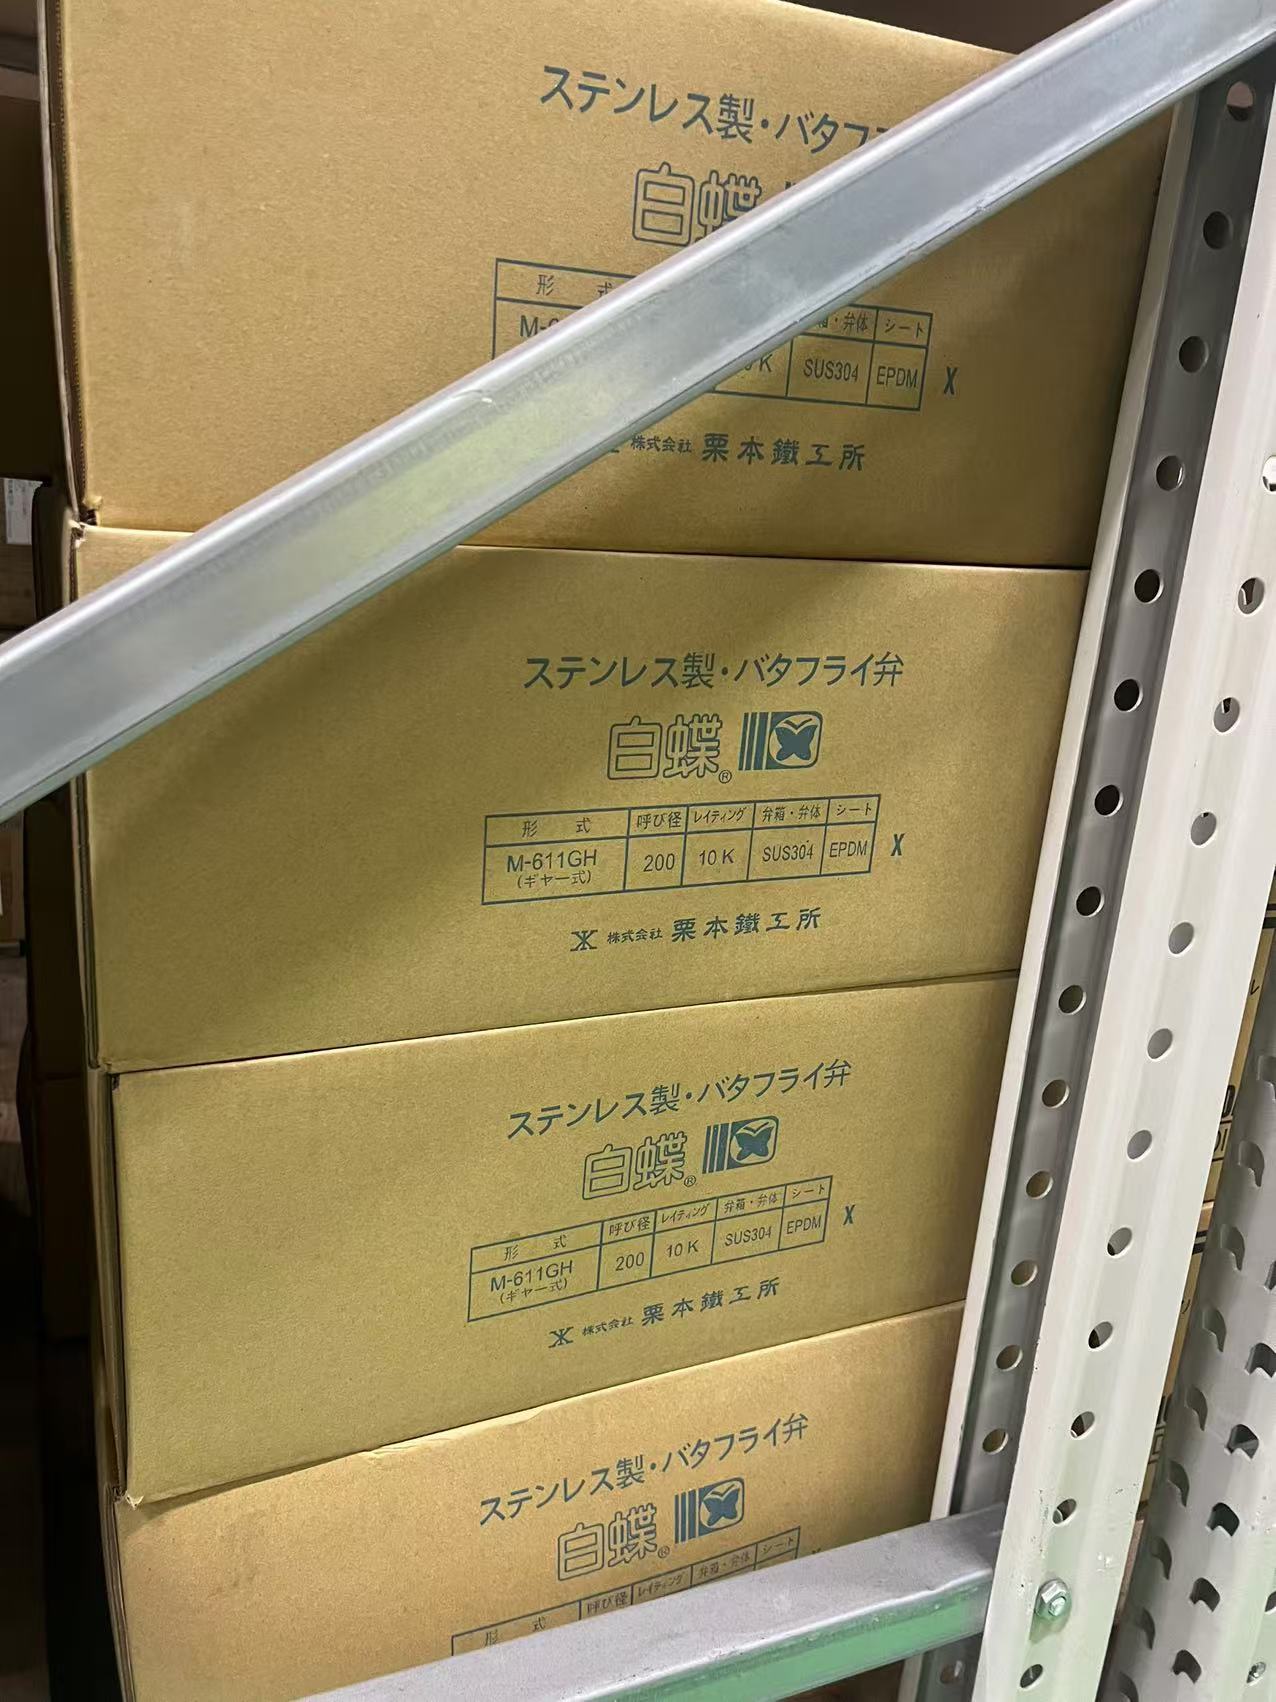 ステンレス製・バタフ
白蝶
形 式
弁体 シート
SUS304 EPDM X
株式会社 栗本鐵工所
ステンレス製・バタフライ弁
白蝶®
形 式 呼び径 レイティング 弁箱・弁体 シート
M-611GH 200 10K SUS304 EPDM X
(ギヤー式)
株式会社 栗本鐵工所
ステンレス製・バタフライ弁
白蝶®
形 式 呼び径 レイティング 弁箱・弁体 シート
M-611GH 200 10K SUS304 EPDM X
(ギヤー式)
株式会社 栗本鐵工所
ステンレス製・バタフライ弁
白蝶®
形 式 呼び径 レイティング 弁箱・弁体 シート